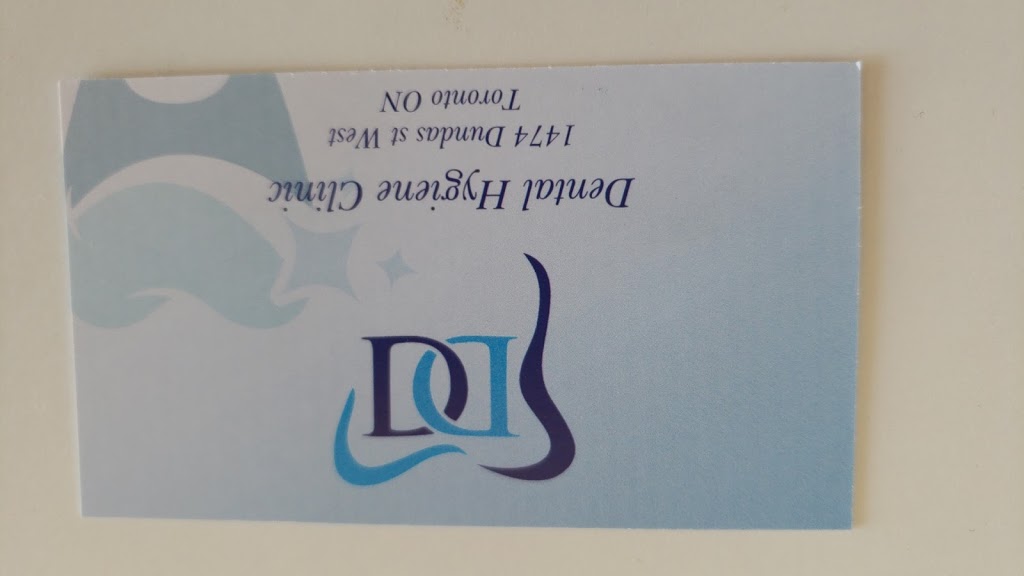 DD
Dental Hygiene Clinic
1474 Dundas st West
Toronto ON